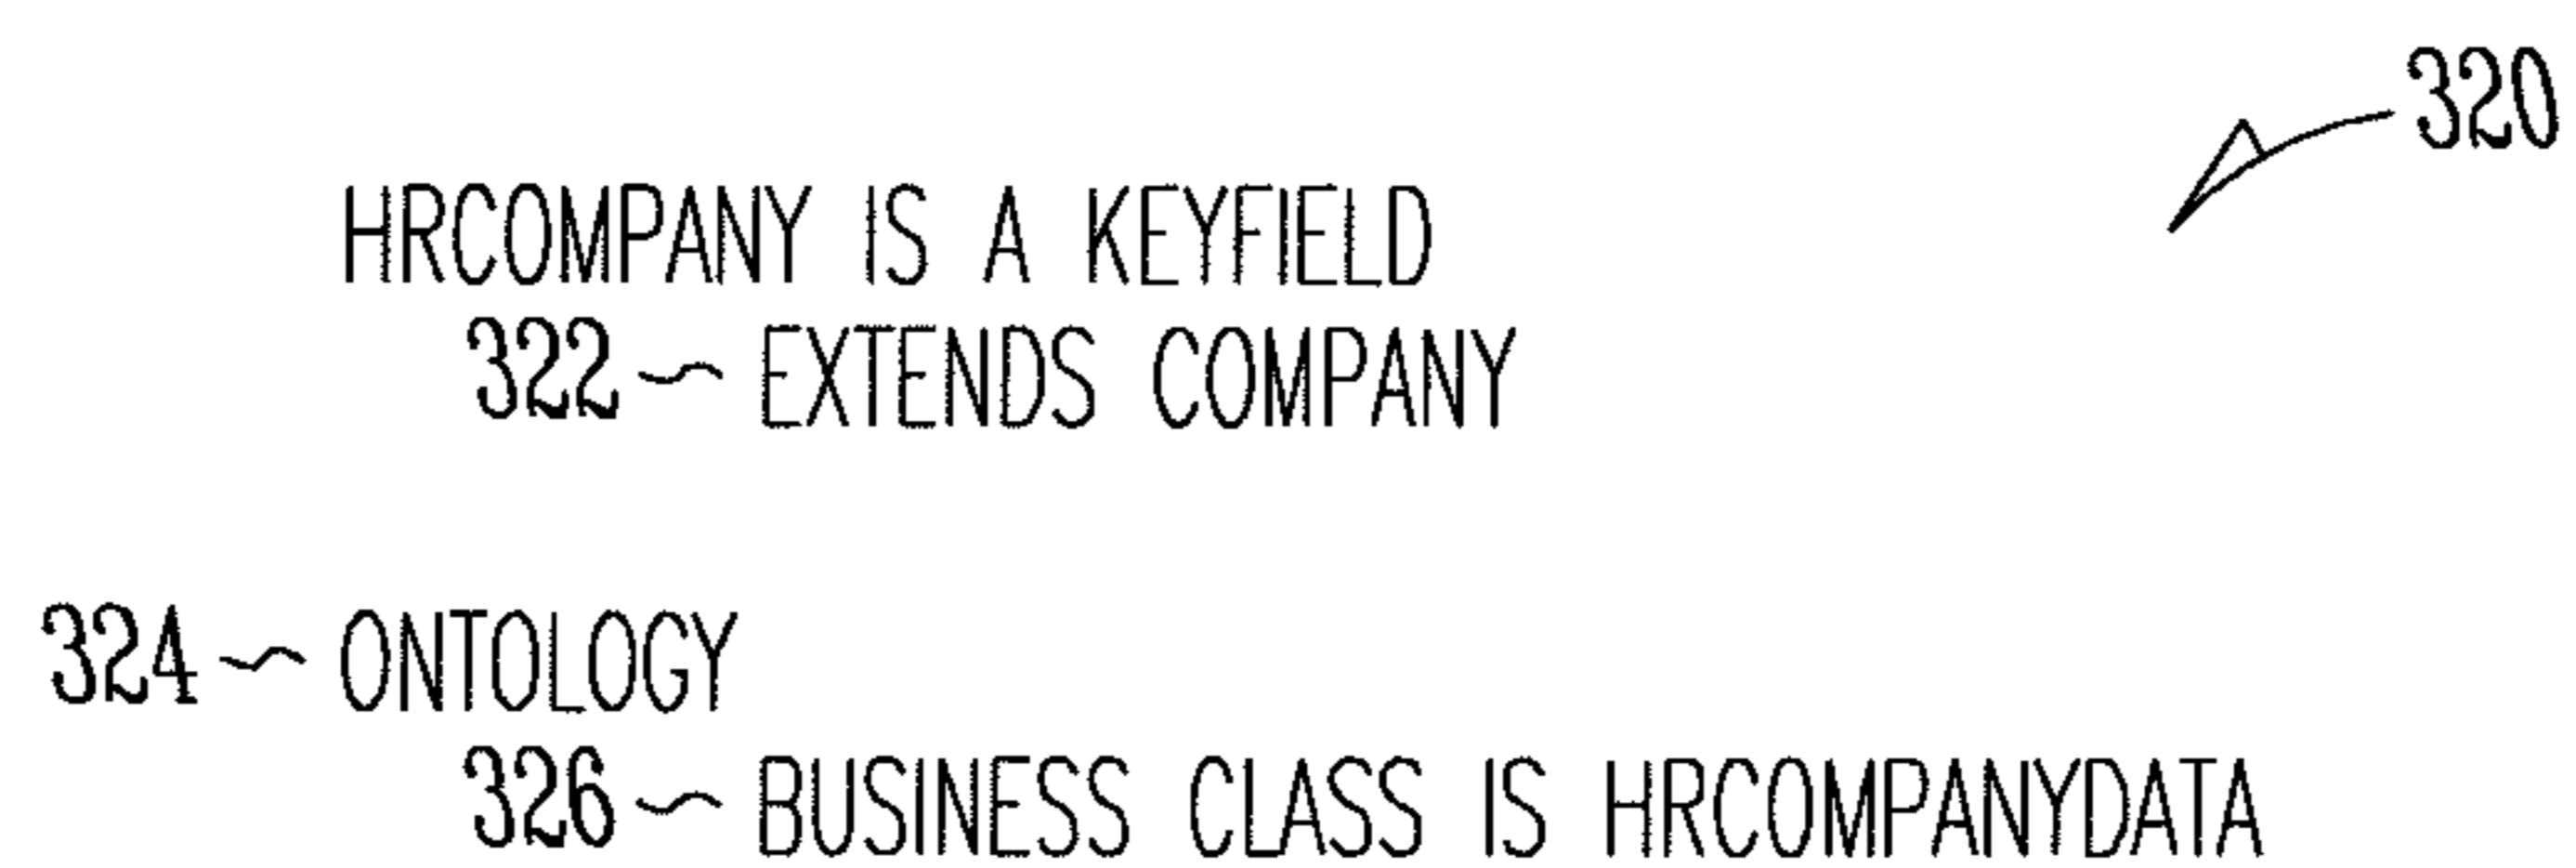 320
HRCOMPANY IS A KEYFIELD
322 ~ EXTENDS COMPANY
324 ~ ONTOLOGY
326 ~ BUSINESS CLASS IS HRCOMPANYDATA